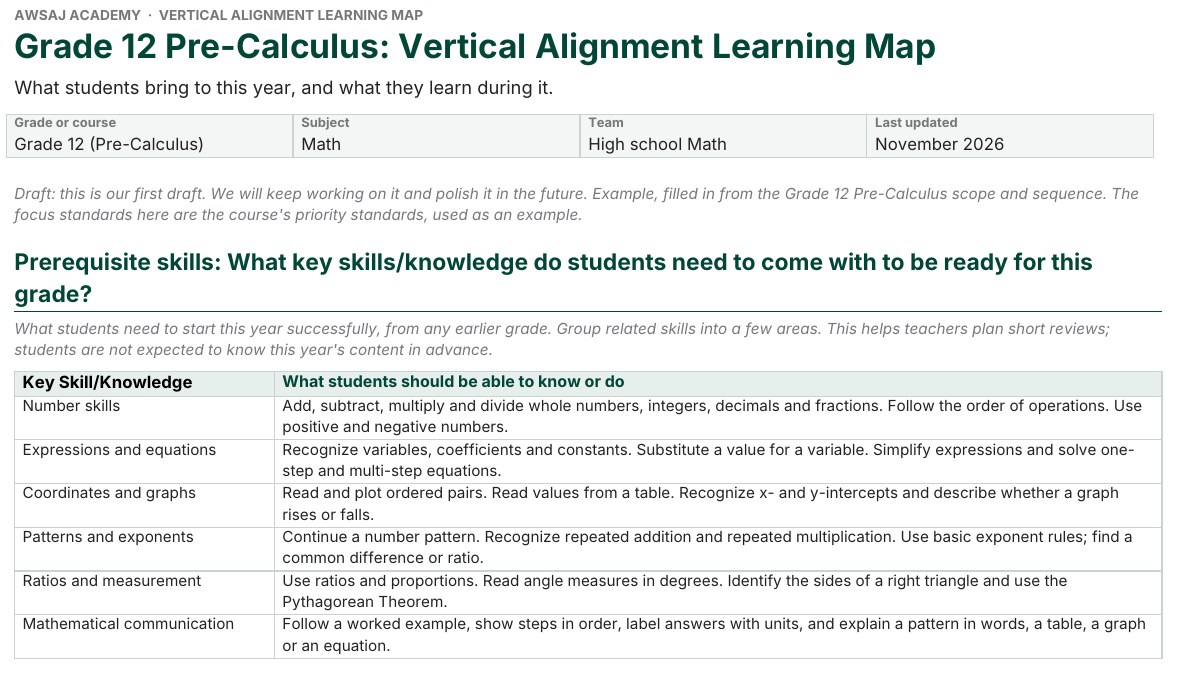 AWSAJ ACADEMY · VERTICAL ALIGNMENT LEARNING MAP
Grade 12 Pre-Calculus: Vertical Alignment Learning Map
What students bring to this year, and what they learn during it.
Grade or course
Grade 12 (Pre-Calculus)
Subject
Math
Team
High school Math
Last updated
November 2026
Draft: this is our first draft. We will keep working on it and polish it in the future. Example, filled in from the Grade 12 Pre-Calculus scope and sequence. The
focus standards here are the course's priority standards, used as an example.
Prerequisite skills: What key skills/knowledge do students need to come with to be ready for this
grade?
What students need to start this year successfully, from any earlier grade. Group related skills into a few areas. This helps teachers plan short reviews;
students are not expected to know this year's content in advance.
Key Skill/Knowledge
What students should be able to know or do
Number skills
Add, subtract, multiply and divide whole numbers, integers, decimals and fractions. Follow the order of operations. Use
positive and negative numbers.
Expressions and equations
Recognize variables, coefficients and constants. Substitute a value for a variable. Simplify expressions and solve one-
step and multi-step equations.
Coordinates and graphs
Read and plot ordered pairs. Read values from a table. Recognize x- and y-intercepts and describe whether a graph
rises or falls.
Patterns and exponents
Continue a number pattern. Recognize repeated addition and repeated multiplication. Use basic exponent rules; find a
common difference or ratio.
Ratios and measurement
Use ratios and proportions. Read angle measures in degrees. Identify the sides of a right triangle and use the
Pythagorean Theorem.
Mathematical communication
Follow a worked example, show steps in order, label answers with units, and explain a pattern in words, a table, a graph
or an equation.